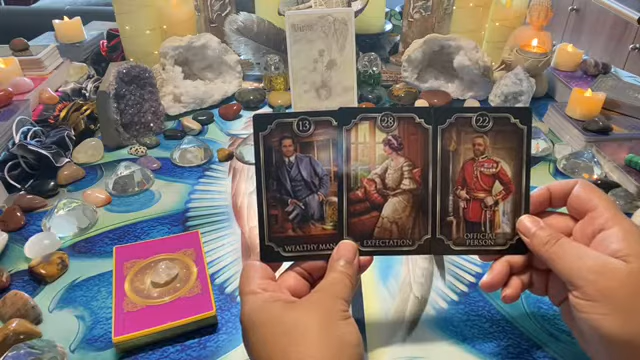 13
WEALTHY MAN
28
EXPECTATION
22
OFFICIAL
PERSON